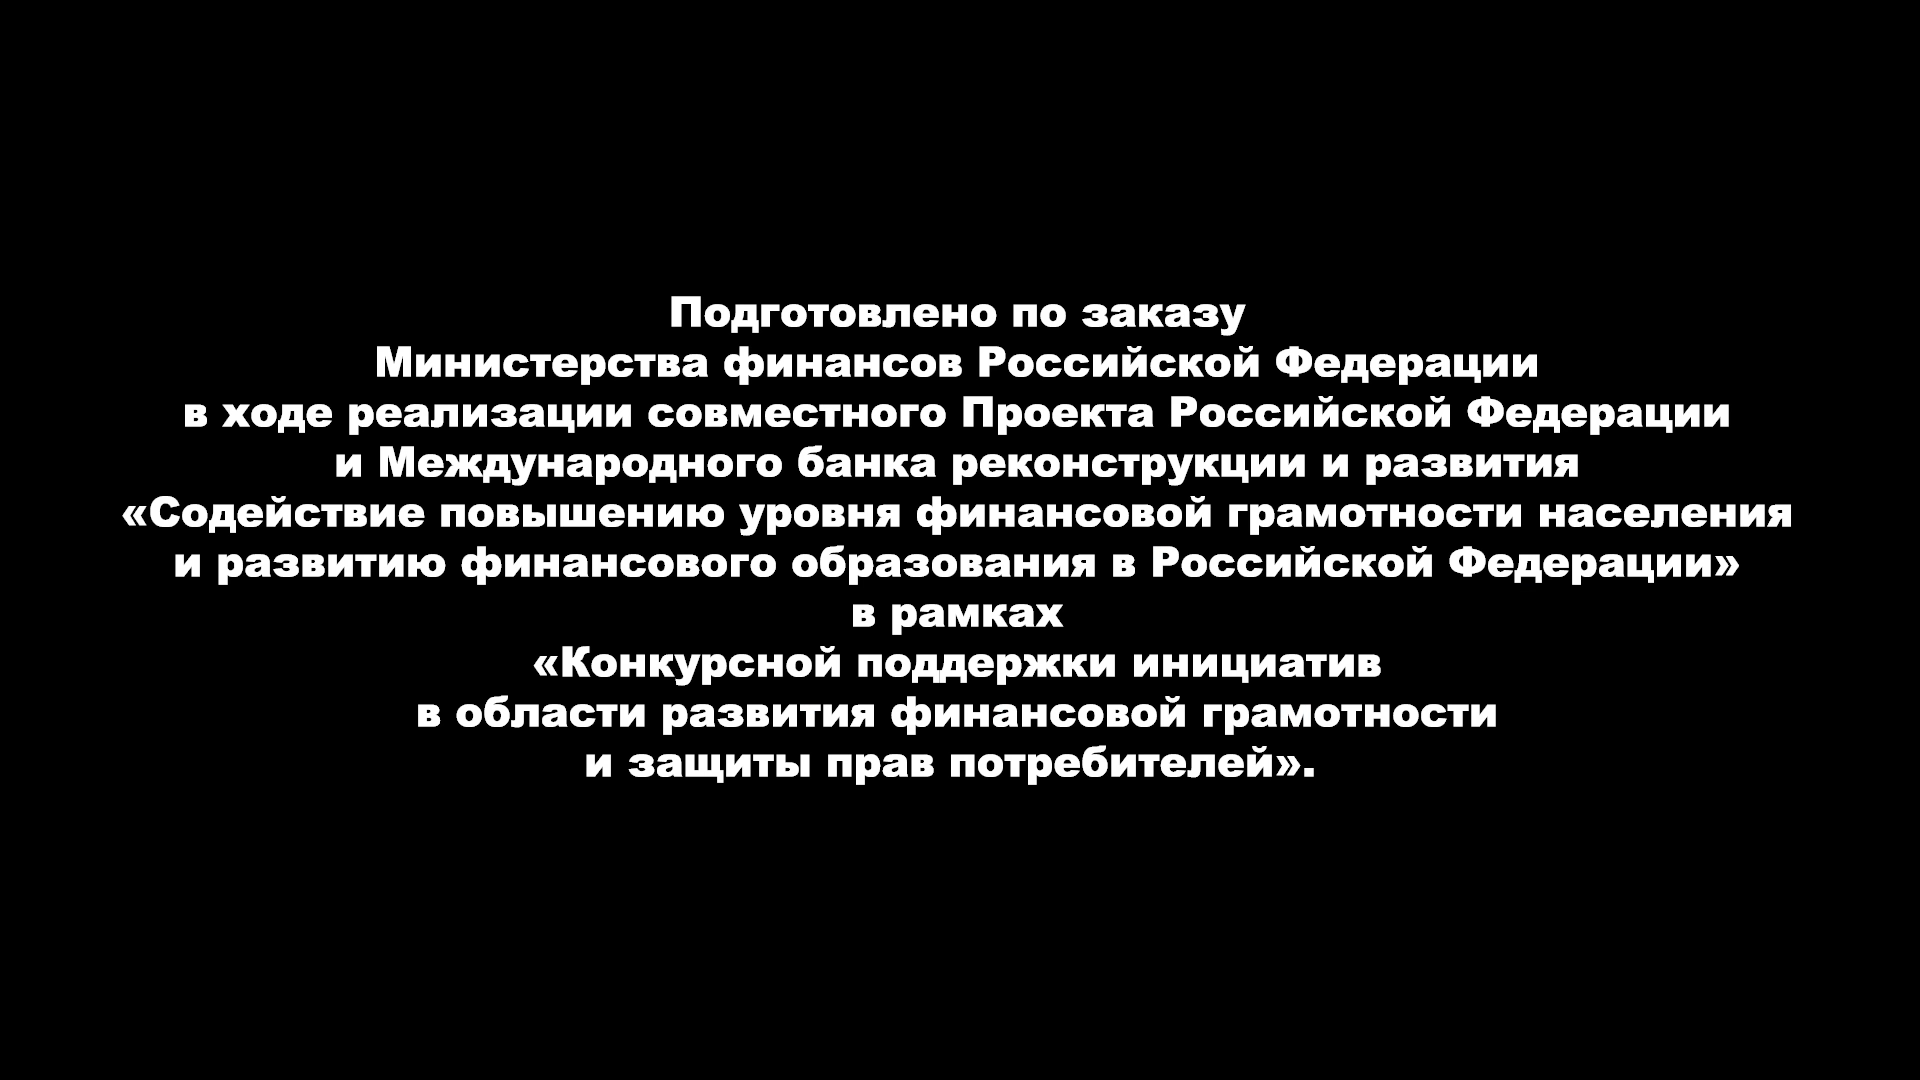 Подготовлено по заказу
Министерства финансов Российской Федерации
в ходе реализации совместного Проекта Российской Федерации
и Международного банка реконструкции и развития
«Содействие повышению уровня финансовой грамотности населения
и развитию финансового образования в Российской Федерации»
в рамках
«Конкурсной поддержки инициатив
в области развития финансовой грамотности
и защиты прав потребителей».